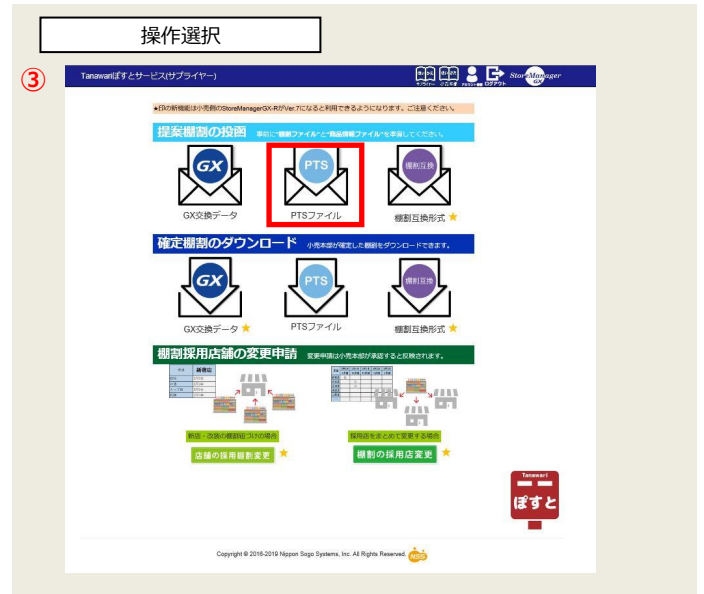 操作選択
③
Tanawariぽすとサービス(サプライヤー)
ログアウト
StoreManager
GX
★印の新機能は小売側のStoreManagerGX-RがVer.7になると利用できるようになります。ご注意ください。
提案棚割の投函 事前に"棚割ファイル"と"商品情報ファイル"を準備してください。
GX PTS 棚割互換
GX交換データ PTSファイル 棚割互換形式 ★
確定棚割のダウンロード 小売本部が確定した棚割をダウンロードできます。
GX PTS 棚割互換
GX交換データ ★ PTSファイル 棚割互換形式 ★
棚割採用店舗の変更申請 変更申請は小売本部が承認すると反映されます。
新宿店
新店・改装の棚割紐づけの場合 採用店をまとめて変更する場合
店舗の採用棚割変更 ★ 棚割の採用店変更 ★
Tanawari
ぽすと
Copyright © 2016-2019 Nippon Sogo Systems, Inc. All Rights Reserved. NSS